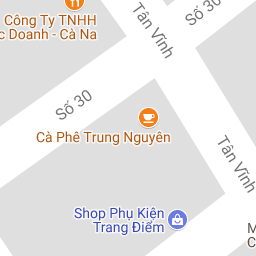 Công Ty TNHH
c Doanh - Cà Na
Tân Vĩnh
Số 30
Số 30
Cà Phê Trung Nguyên
Tân Vĩnh
Shop Phụ Kiện
Trang Điểm
M
C